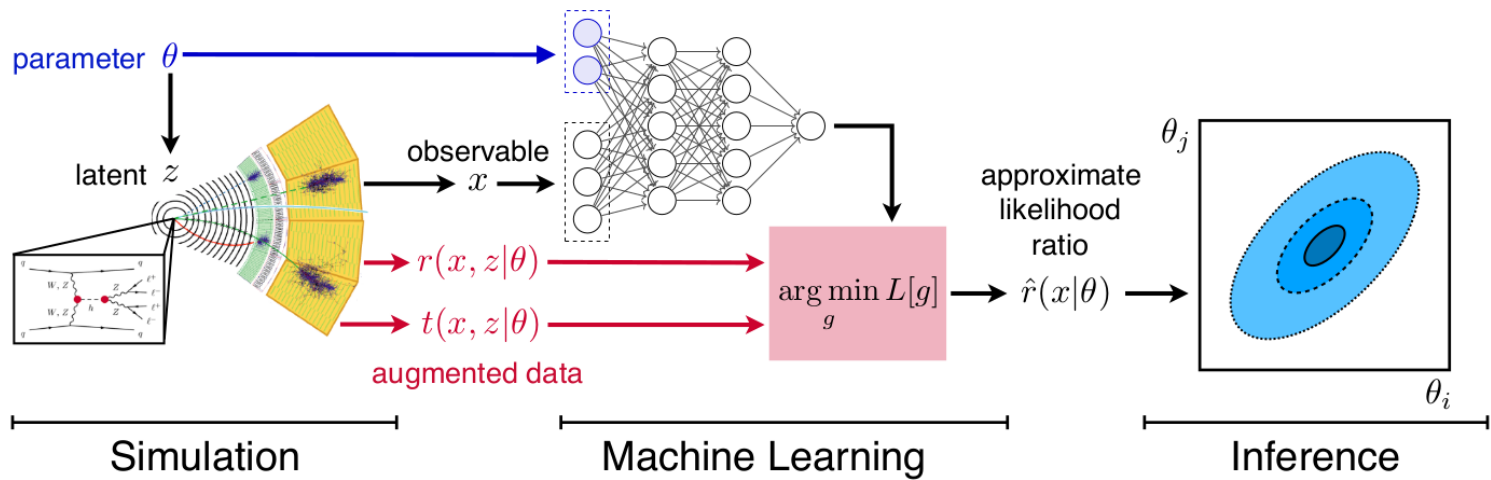 parameter θ
latent z
observable
x
r(x, z|θ)
t(x, z|θ)
augmented data
q
q
W, Z
W, Z
h
Z
Z
ℓ+
ℓ−
ℓ+
ℓ−
q
q
arg min L[g]
g
approximate
likelihood
ratio
r̂(x|θ)
θj
θi
Simulation
Machine Learning
Inference